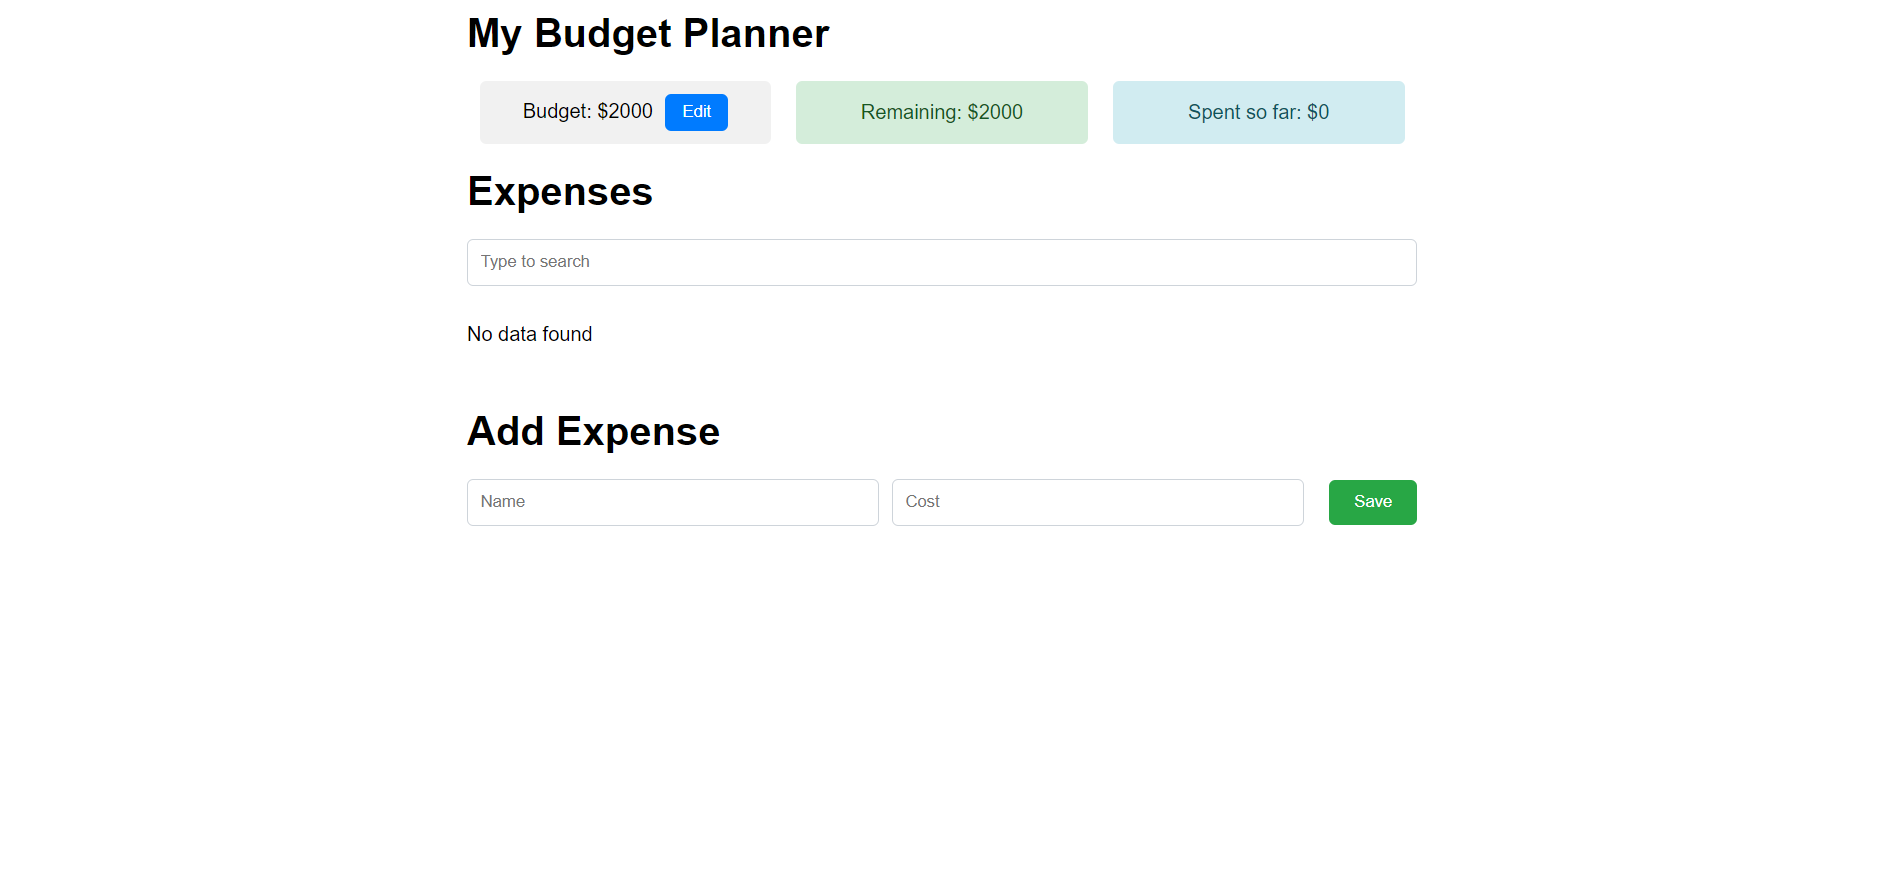 My Budget Planner
Budget: $2000 Edit
Remaining: $2000
Spent so far: $0
Expenses
Type to search
No data found
Add Expense
Name
Cost
Save